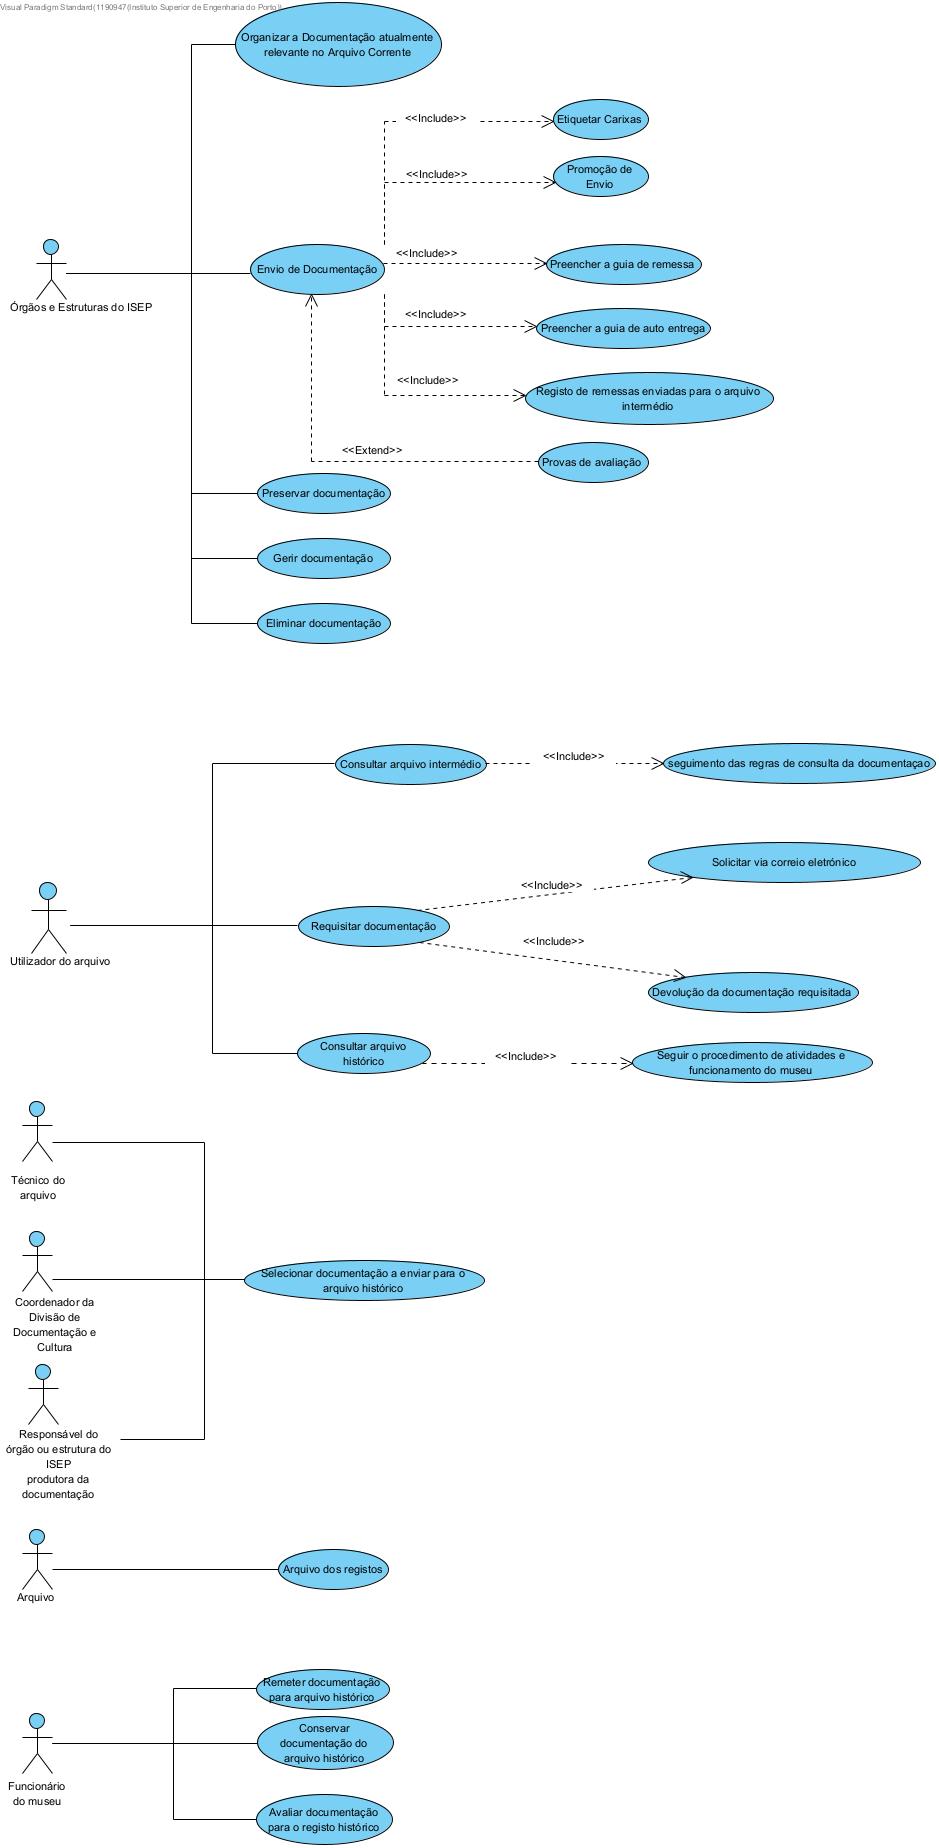 Visual Paradigm Standard(1190947(Instituto Superior de Engenharia do Porto))
Organizar a Documentação atualmente
relevante no Arquivo Corrente
<<Include>>
Etiquetar Carixas
<<Include>>
Promoção de
Envio
Órgãos e Estruturas do ISEP
Envio de Documentação
<<Include>>
Preencher a guia de remessa
<<Include>>
Preencher a guia de auto entrega
<<Include>>
Registo de remessas enviadas para o arquivo
intermédio
<<Extend>>
Provas de avaliação
Preservar documentação
Gerir documentação
Eliminar documentação
Consultar arquivo intermédio
<<Include>>
seguimento das regras de consulta da documentaçao
Utilizador do arquivo
Requisitar documentação
<<Include>>
Solicitar via correio eletrónico
<<Include>>
Devolução da documentação requisitada
Consultar arquivo
histórico
<<Include>>
Seguir o procedimento de atividades e
funcionamento do museu
Técnico do
arquivo
Coordenador da
Divisão de
Documentação e
Cultura
Selecionar documentação a enviar para o
arquivo histórico
Responsável do
órgão ou estrutura do
ISEP
produtora da
documentação
Arquivo
Arquivo dos registos
Funcionário
do museu
Remeter documentação
para arquivo histórico
Conservar
documentação do
arquivo histórico
Avaliar documentação
para o registo histórico